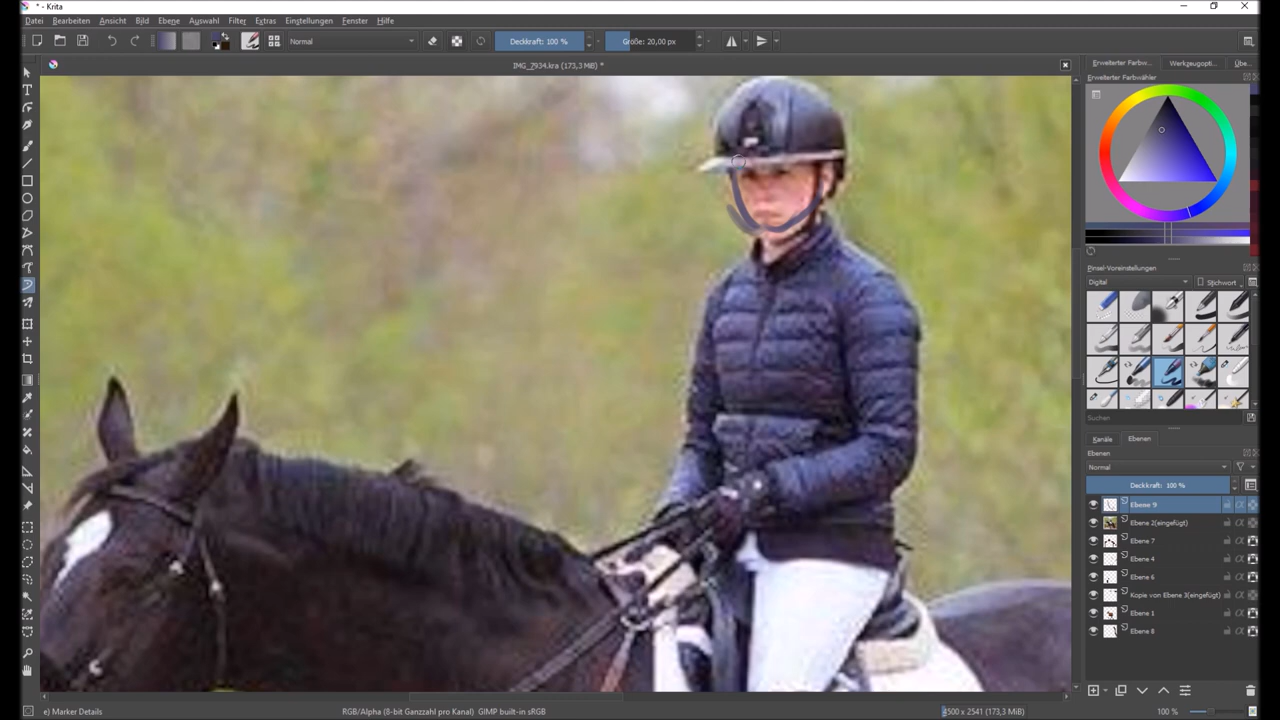 * - Krita
Datei Bearbeiten Ansicht Bild Ebene Auswahl Filter Extras Einstellungen Fenster Hilfe
Normal Deckkraft: 100 % Größe: 20,00 px
IMG_7934.kra (173,3 MiB) *
Erweiterter Farbw... Werkzeugopti... Übe...
Erweiterter Farbwähler
Pinsel-Voreinstellungen
Digital Stichwort
Suchen
Kanäle Ebenen
Ebenen
Normal
Deckkraft: 100 %
Ebene 9
Ebene 2(eingefügt)
Ebene 7
Ebene 4
Ebene 6
Kopie von Ebene 3(eingefügt)
Ebene 1
Ebene 8
e) Marker Details RGB/Alpha (8-bit Ganzzahl pro Kanal) GIMP built-in sRGB 4500 x 2541 (173,3 MiB) 100 %